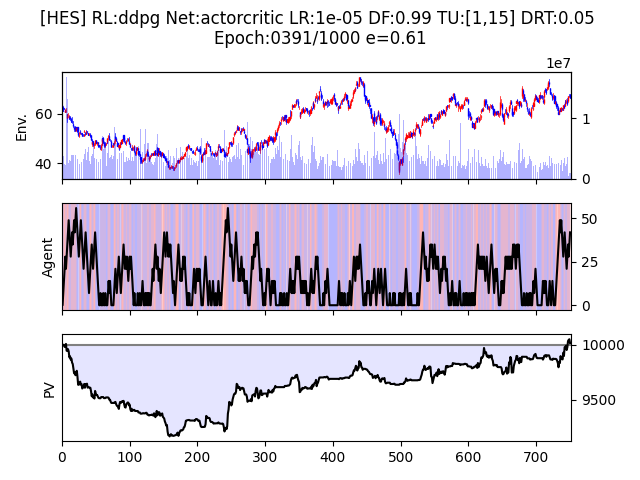 [HES] RL:ddpg Net:actorcritic LR:1e-05 DF:0.99 TU:[1,15] DRT:0.05
Epoch:0391/1000 e=0.61
1e7
Env.
60
40
1
0
Agent
50
25
0
PV
10000
9500
0 100 200 300 400 500 600 700